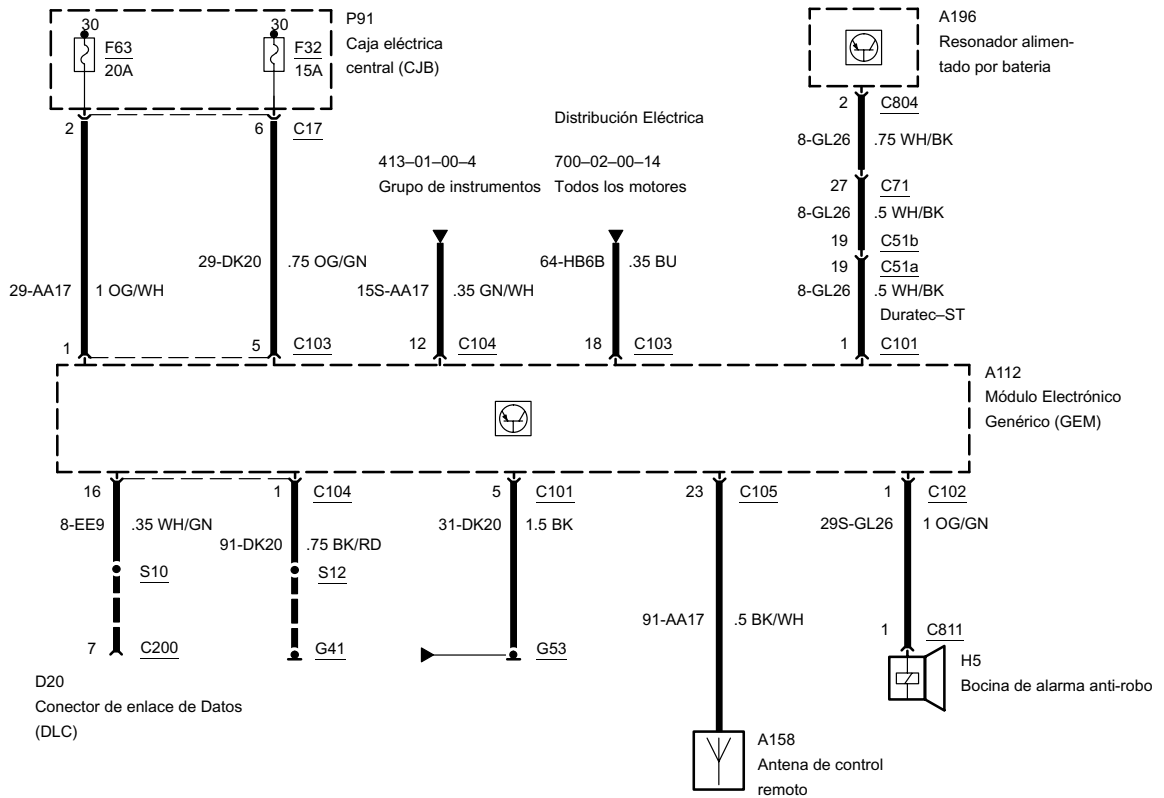 30
30
P91
Caja eléctrica
central (CJB)
F63
20A
F32
15A
A196
Resonador alimen-
tado por bateria
2
6
C17
2
C804
8-GL26
.75 WH/BK
Distribución Eléctrica
413–01–00–4
Grupo de instrumentos
700–02–00–14
Todos los motores
27
C71
8-GL26
.5 WH/BK
19
C51b
19
C51a
8-GL26
.5 WH/BK
Duratec–ST
29-DK20
.75 OG/GN
64-HB6B
.35 BU
29-AA17
1 OG/WH
15S-AA17
.35 GN/WH
1
5
C103
12
C104
18
C103
1
C101
A112
Módulo Electrónico
Genérico (GEM)
16
1
C104
5
C101
23
C105
1
C102
8-EE9
.35 WH/GN
91-DK20
.75 BK/RD
31-DK20
1.5 BK
29S-GL26
1 OG/GN
S10
S12
91-AA17
.5 BK/WH
7
C200
G41
G53
1
C811
H5
Bocina de alarma anti-robo
D20
Conector de enlace de Datos
(DLC)
A158
Antena de control
remoto